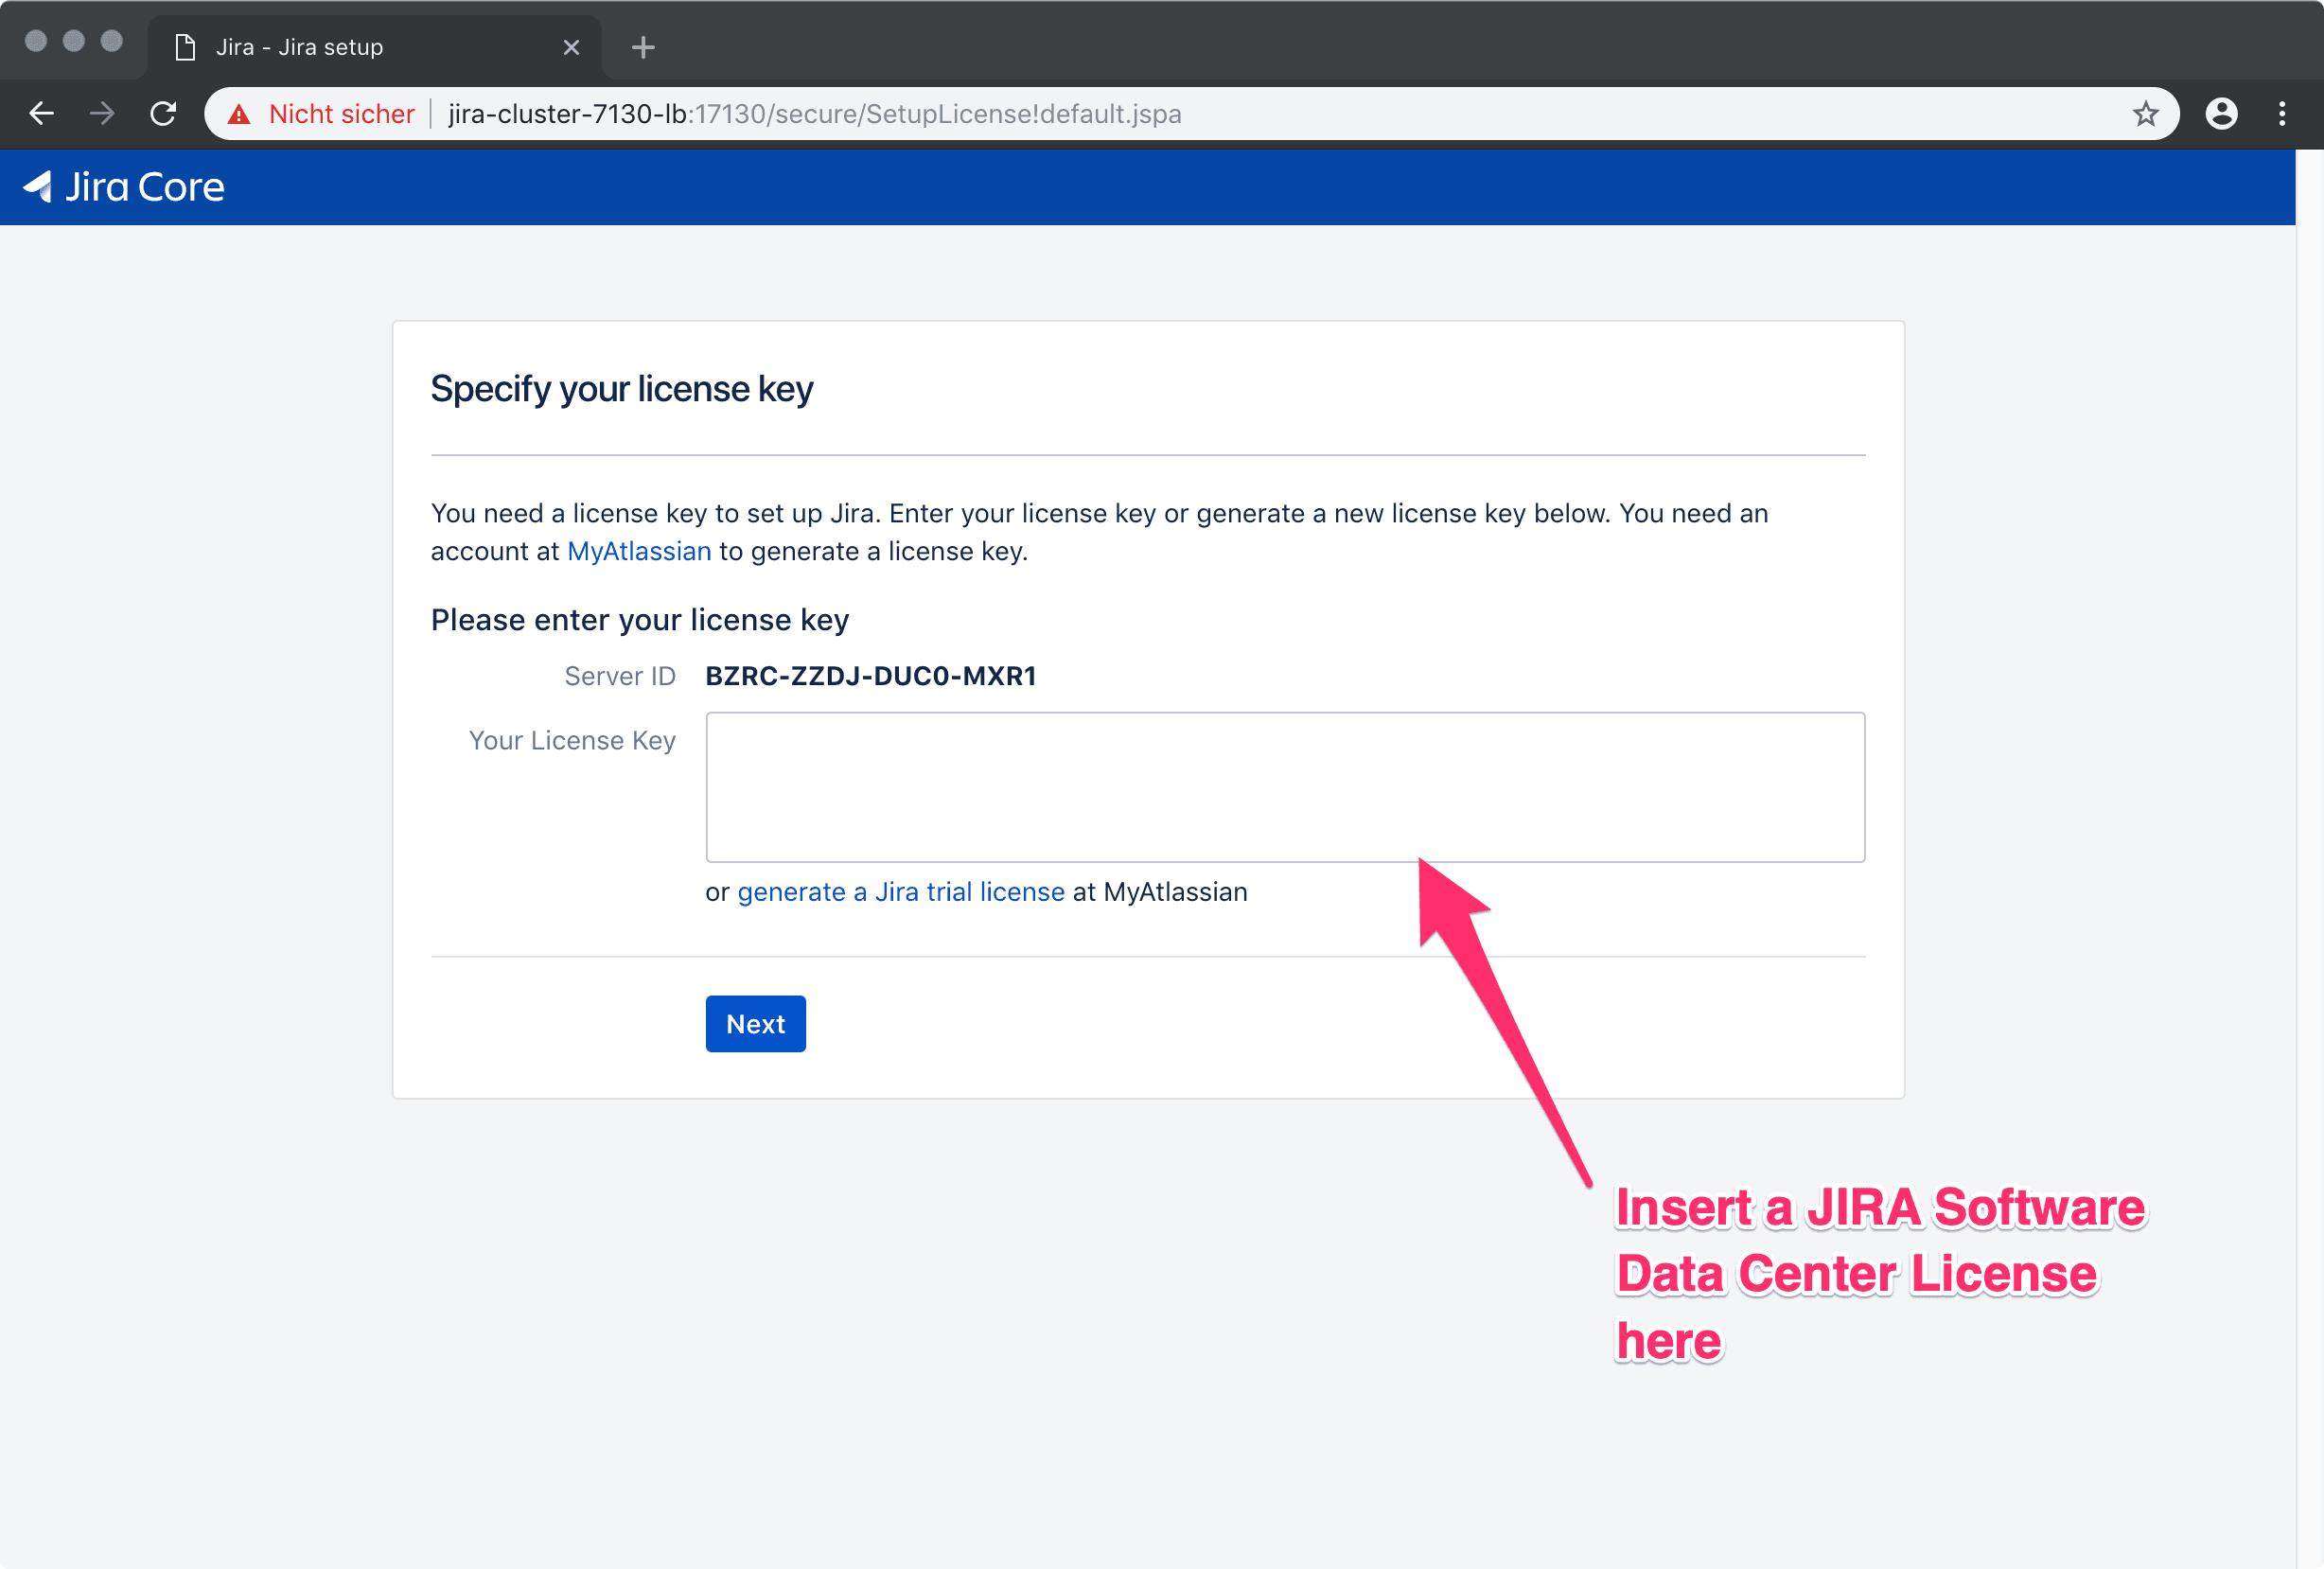 Jira - Jira setup
Nicht sicher jira-cluster-7130-lb:17130/secure/SetupLicense!default.jspa
Jira Core
Specify your license key
You need a license key to set up Jira. Enter your license key or generate a new license key below. You need an
account at MyAtlassian to generate a license key.
Please enter your license key
Server ID BZRC-ZZDJ-DUC0-MXR1
Your License Key
or generate a Jira trial license at MyAtlassian
Next
Insert a JIRA Software
Data Center License
here